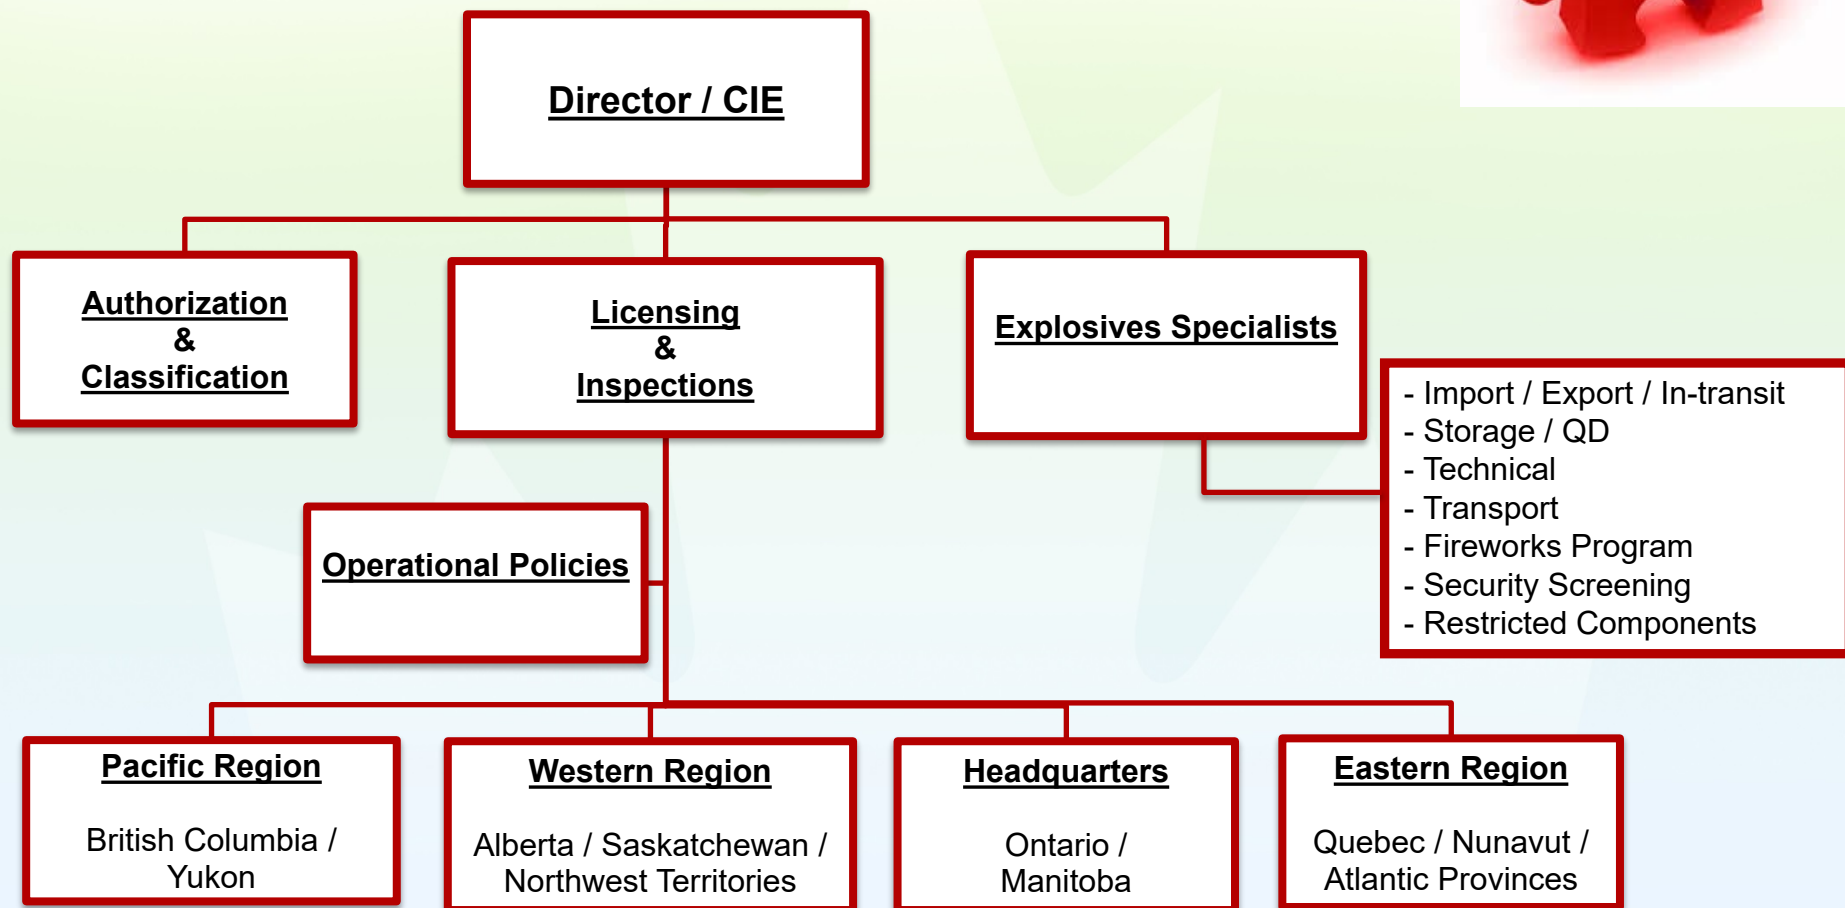 Director / CIE
Authorization
&
Classification
Licensing
&
Inspections
Explosives Specialists
- Import / Export / In-transit
- Storage / QD
- Technical
- Transport
- Fireworks Program
- Security Screening
- Restricted Components
Operational Policies
Pacific Region
British Columbia /
Yukon
Western Region
Alberta / Saskatchewan /
Northwest Territories
Headquarters
Ontario /
Manitoba
Eastern Region
Quebec / Nunavut /
Atlantic Provinces